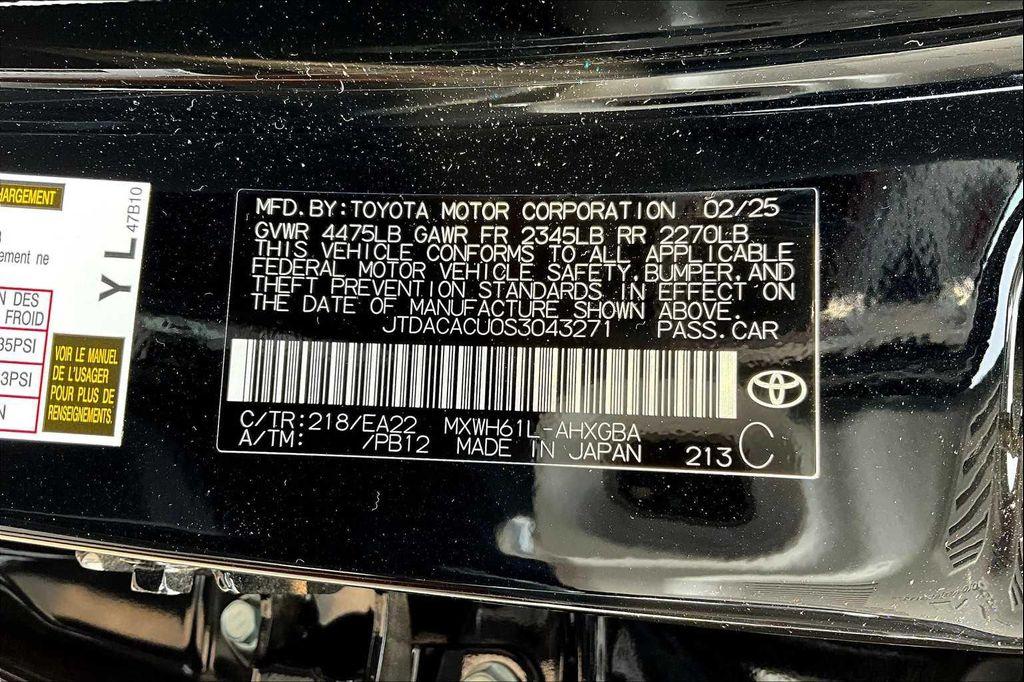 HARGEMENT
ement ne
N DES
FROID
35PSI
3PSI
N
VOIR LE MANUEL
DE L'USAGER
POUR PLUS DE
RENSEIGNEMENTS.
YL 47B10
MFD.BY:TOYOTA MOTOR CORPORATION 02/25
GVWR 4475LB GAWR FR 2345LB RR 2270LB
THIS VEHICLE CONFORMS TO ALL APPLICABLE
FEDERAL MOTOR VEHICLE SAFETY,BUMPER,AND
THEFT PREVENTION STANDARDS IN EFFECT ON
THE DATE OF MANUFACTURE SHOWN ABOVE.
JTDACACU0S3043271 PASS.CAR
C/TR:218/EA22 MXWH61L-AHXGBA
A/TM: /PB12 MADE IN JAPAN 213 C